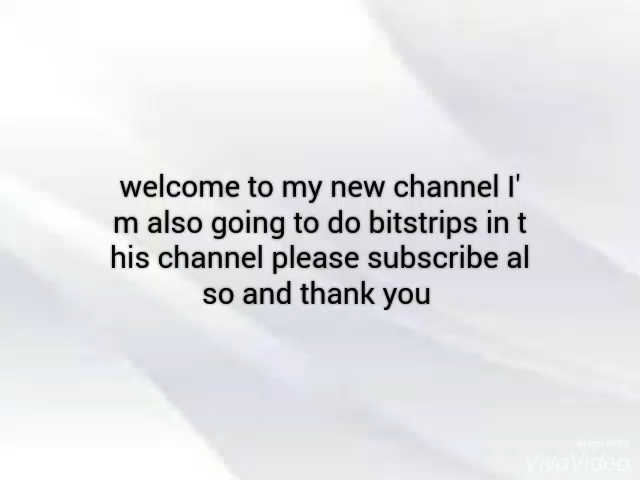 welcome to my new channel I'
m also going to do bitstrips in t
his channel please subscribe al
so and thank you
VivaVideo